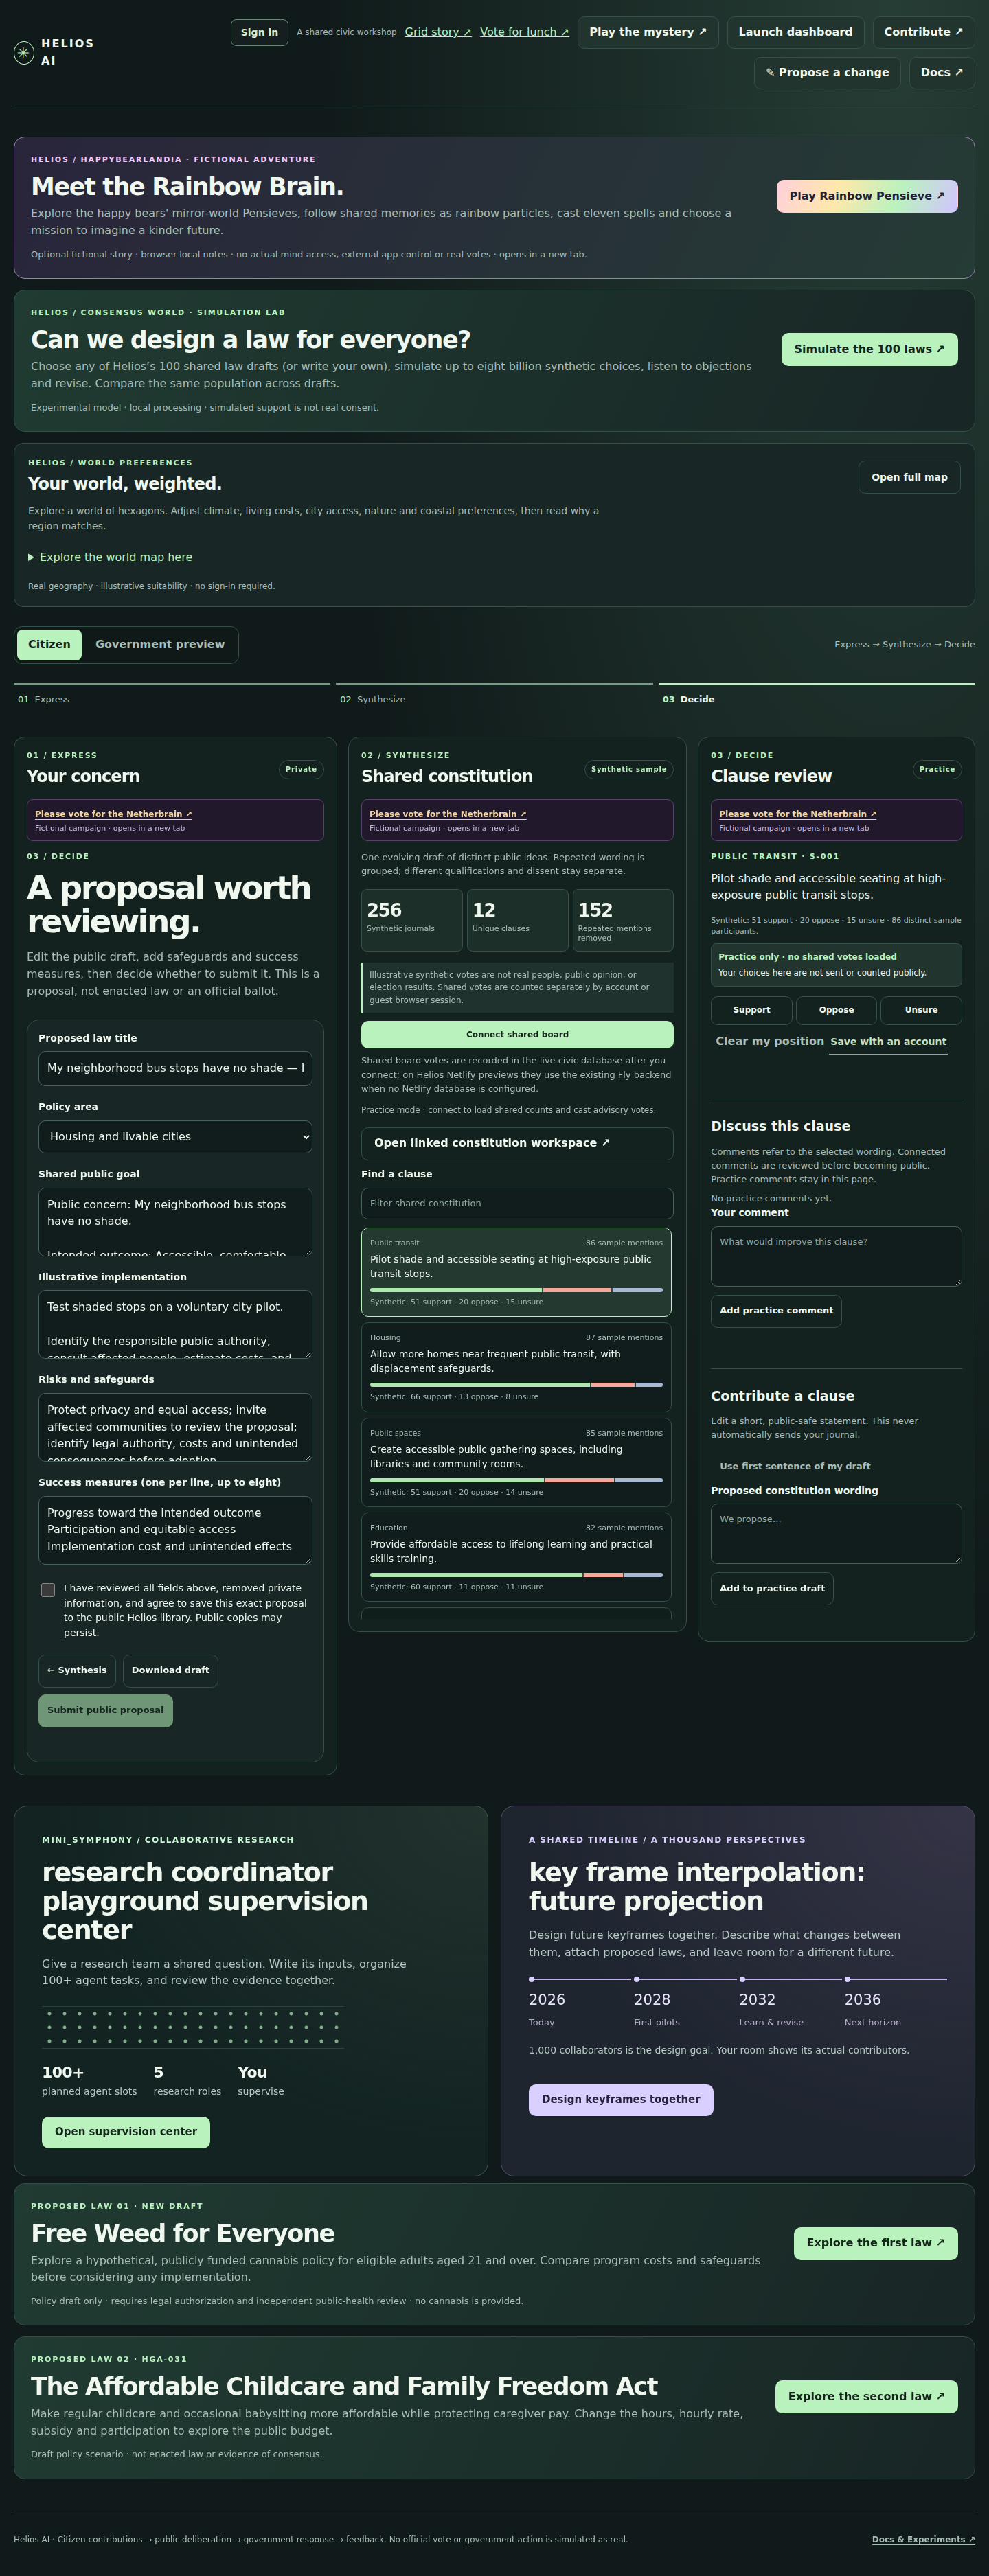 HELIOS
AI
Sign in
A shared civic workshop
Grid story ↗
Vote for lunch ↗
Play the mystery ↗
Launch dashboard
Contribute ↗
✎ Propose a change
Docs ↗
HELIOS / HAPPYBEARLANDIA · FICTIONAL ADVENTURE
Meet the Rainbow Brain.
Explore the happy bears' mirror-world Pensieves, follow shared memories as rainbow particles, cast eleven spells and choose a
mission to imagine a kinder future.
Optional fictional story · browser-local notes · no actual mind access, external app control or real votes · opens in a new tab.
Play Rainbow Pensieve ↗
HELIOS / CONSENSUS WORLD · SIMULATION LAB
Can we design a law for everyone?
Choose any of Helios's 100 shared law drafts (or write your own), simulate up to eight billion synthetic choices, listen to objections
and revise. Compare the same population across drafts.
Experimental model · local processing · simulated support is not real consent.
Simulate the 100 laws ↗
HELIOS / WORLD PREFERENCES
Your world, weighted.
Explore a world of hexagons. Adjust climate, living costs, city access, nature and coastal preferences, then read why a
region matches.
▶ Explore the world map here
Real geography · illustrative suitability · no sign-in required.
Open full map
Citizen
Government preview
Express → Synthesize → Decide
01 Express
02 Synthesize
03 Decide
01 / EXPRESS
Your concern
Private
Please vote for the Netherbrain ↗
Fictional campaign · opens in a new tab
03 / DECIDE
A proposal worth
reviewing.
Edit the public draft, add safeguards and success
measures, then decide whether to submit it. This is a
proposal, not enacted law or an official ballot.
Proposed law title
My neighborhood bus stops have no shade —
Policy area
Housing and livable cities
Shared public goal
Public concern: My neighborhood bus stops
have no shade.
Intended outcome: Accessible, comfortable
Illustrative implementation
Test shaded stops on a voluntary city pilot.
Identify the responsible public authority,
consult affected people, estimate costs, and
Risks and safeguards
Protect privacy and equal access; invite
affected communities to review the proposal;
identify legal authority, costs and unintended
consequences before adoption.
Success measures (one per line, up to eight)
Progress toward the intended outcome
Participation and equitable access
Implementation cost and unintended effects
I have reviewed all fields above, removed private
information, and agree to save this exact proposal
to the public Helios library. Public copies may
persist.
← Synthesis
Download draft
Submit public proposal
02 / SYNTHESIZE
Shared constitution
Synthetic sample
Please vote for the Netherbrain ↗
Fictional campaign · opens in a new tab
One evolving draft of distinct public ideas. Repeated wording is
grouped; different qualifications and dissent stay separate.
256
Synthetic journals
12
Unique clauses
152
Repeated mentions
removed
Illustrative synthetic votes are not real people, public opinion, or
election results. Shared votes are counted separately by account or
guest browser session.
Connect shared board
Shared board votes are recorded in the live civic database after you
connect; on Helios Netlify previews they use the existing Fly backend
when no Netlify database is configured.
Practice mode · connect to load shared counts and cast advisory votes.
Open linked constitution workspace ↗
Find a clause
Filter shared constitution
Public transit
86 sample mentions
Pilot shade and accessible seating at high-exposure public
transit stops.
Synthetic: 51 support · 20 oppose · 15 unsure
Housing
87 sample mentions
Allow more homes near frequent public transit, with
displacement safeguards.
Synthetic: 66 support · 13 oppose · 8 unsure
Public spaces
85 sample mentions
Create accessible public gathering spaces, including
libraries and community rooms.
Synthetic: 51 support · 20 oppose · 14 unsure
Education
82 sample mentions
Provide affordable access to lifelong learning and practical
skills training.
Synthetic: 60 support · 11 oppose · 11 unsure
03 / DECIDE
Clause review
Practice
Please vote for the Netherbrain ↗
Fictional campaign · opens in a new tab
PUBLIC TRANSIT · S-001
Pilot shade and accessible seating at high-
exposure public transit stops.
Synthetic: 51 support · 20 oppose · 15 unsure · 86 distinct sample
participants.
Practice only · no shared votes loaded
Your choices here are not sent or counted publicly.
Support
Oppose
Unsure
Clear my position
Save with an account
Discuss this clause
Comments refer to the selected wording. Connected
comments are reviewed before becoming public.
Practice comments stay in this page.
No practice comments yet.
Your comment
What would improve this clause?
Add practice comment
Contribute a clause
Edit a short, public-safe statement. This never
automatically sends your journal.
Use first sentence of my draft
Proposed constitution wording
We propose...
Add to practice draft
MINI_SYMPHONY / COLLABORATIVE RESEARCH
research coordinator
playground supervision
center
Give a research team a shared question. Write its inputs, organize
100+ agent tasks, and review the evidence together.
100+
planned agent slots
5
research roles
You
supervise
Open supervision center
A SHARED TIMELINE / A THOUSAND PERSPECTIVES
key frame interpolation:
future projection
Design future keyframes together. Describe what changes between
them, attach proposed laws, and leave room for a different future.
2026
Today
2028
First pilots
2032
Learn & revise
2036
Next horizon
1,000 collaborators is the design goal. Your room shows its actual contributors.
Design keyframes together
PROPOSED LAW 01 · NEW DRAFT
Free Weed for Everyone
Explore a hypothetical, publicly funded cannabis policy for eligible adults aged 21 and over. Compare program costs and safeguards
before considering any implementation.
Policy draft only · requires legal authorization and independent public-health review · no cannabis is provided.
Explore the first law ↗
PROPOSED LAW 02 · HGA-031
The Affordable Childcare and Family Freedom Act
Make regular childcare and occasional babysitting more affordable while protecting caregiver pay. Change the hours, hourly rate,
subsidy and participation to explore the public budget.
Draft policy scenario · not enacted law or evidence of consensus.
Explore the second law ↗
Helios AI · Citizen contributions → public deliberation → government response → feedback. No official vote or government action is simulated as real.
Docs & Experiments ↗